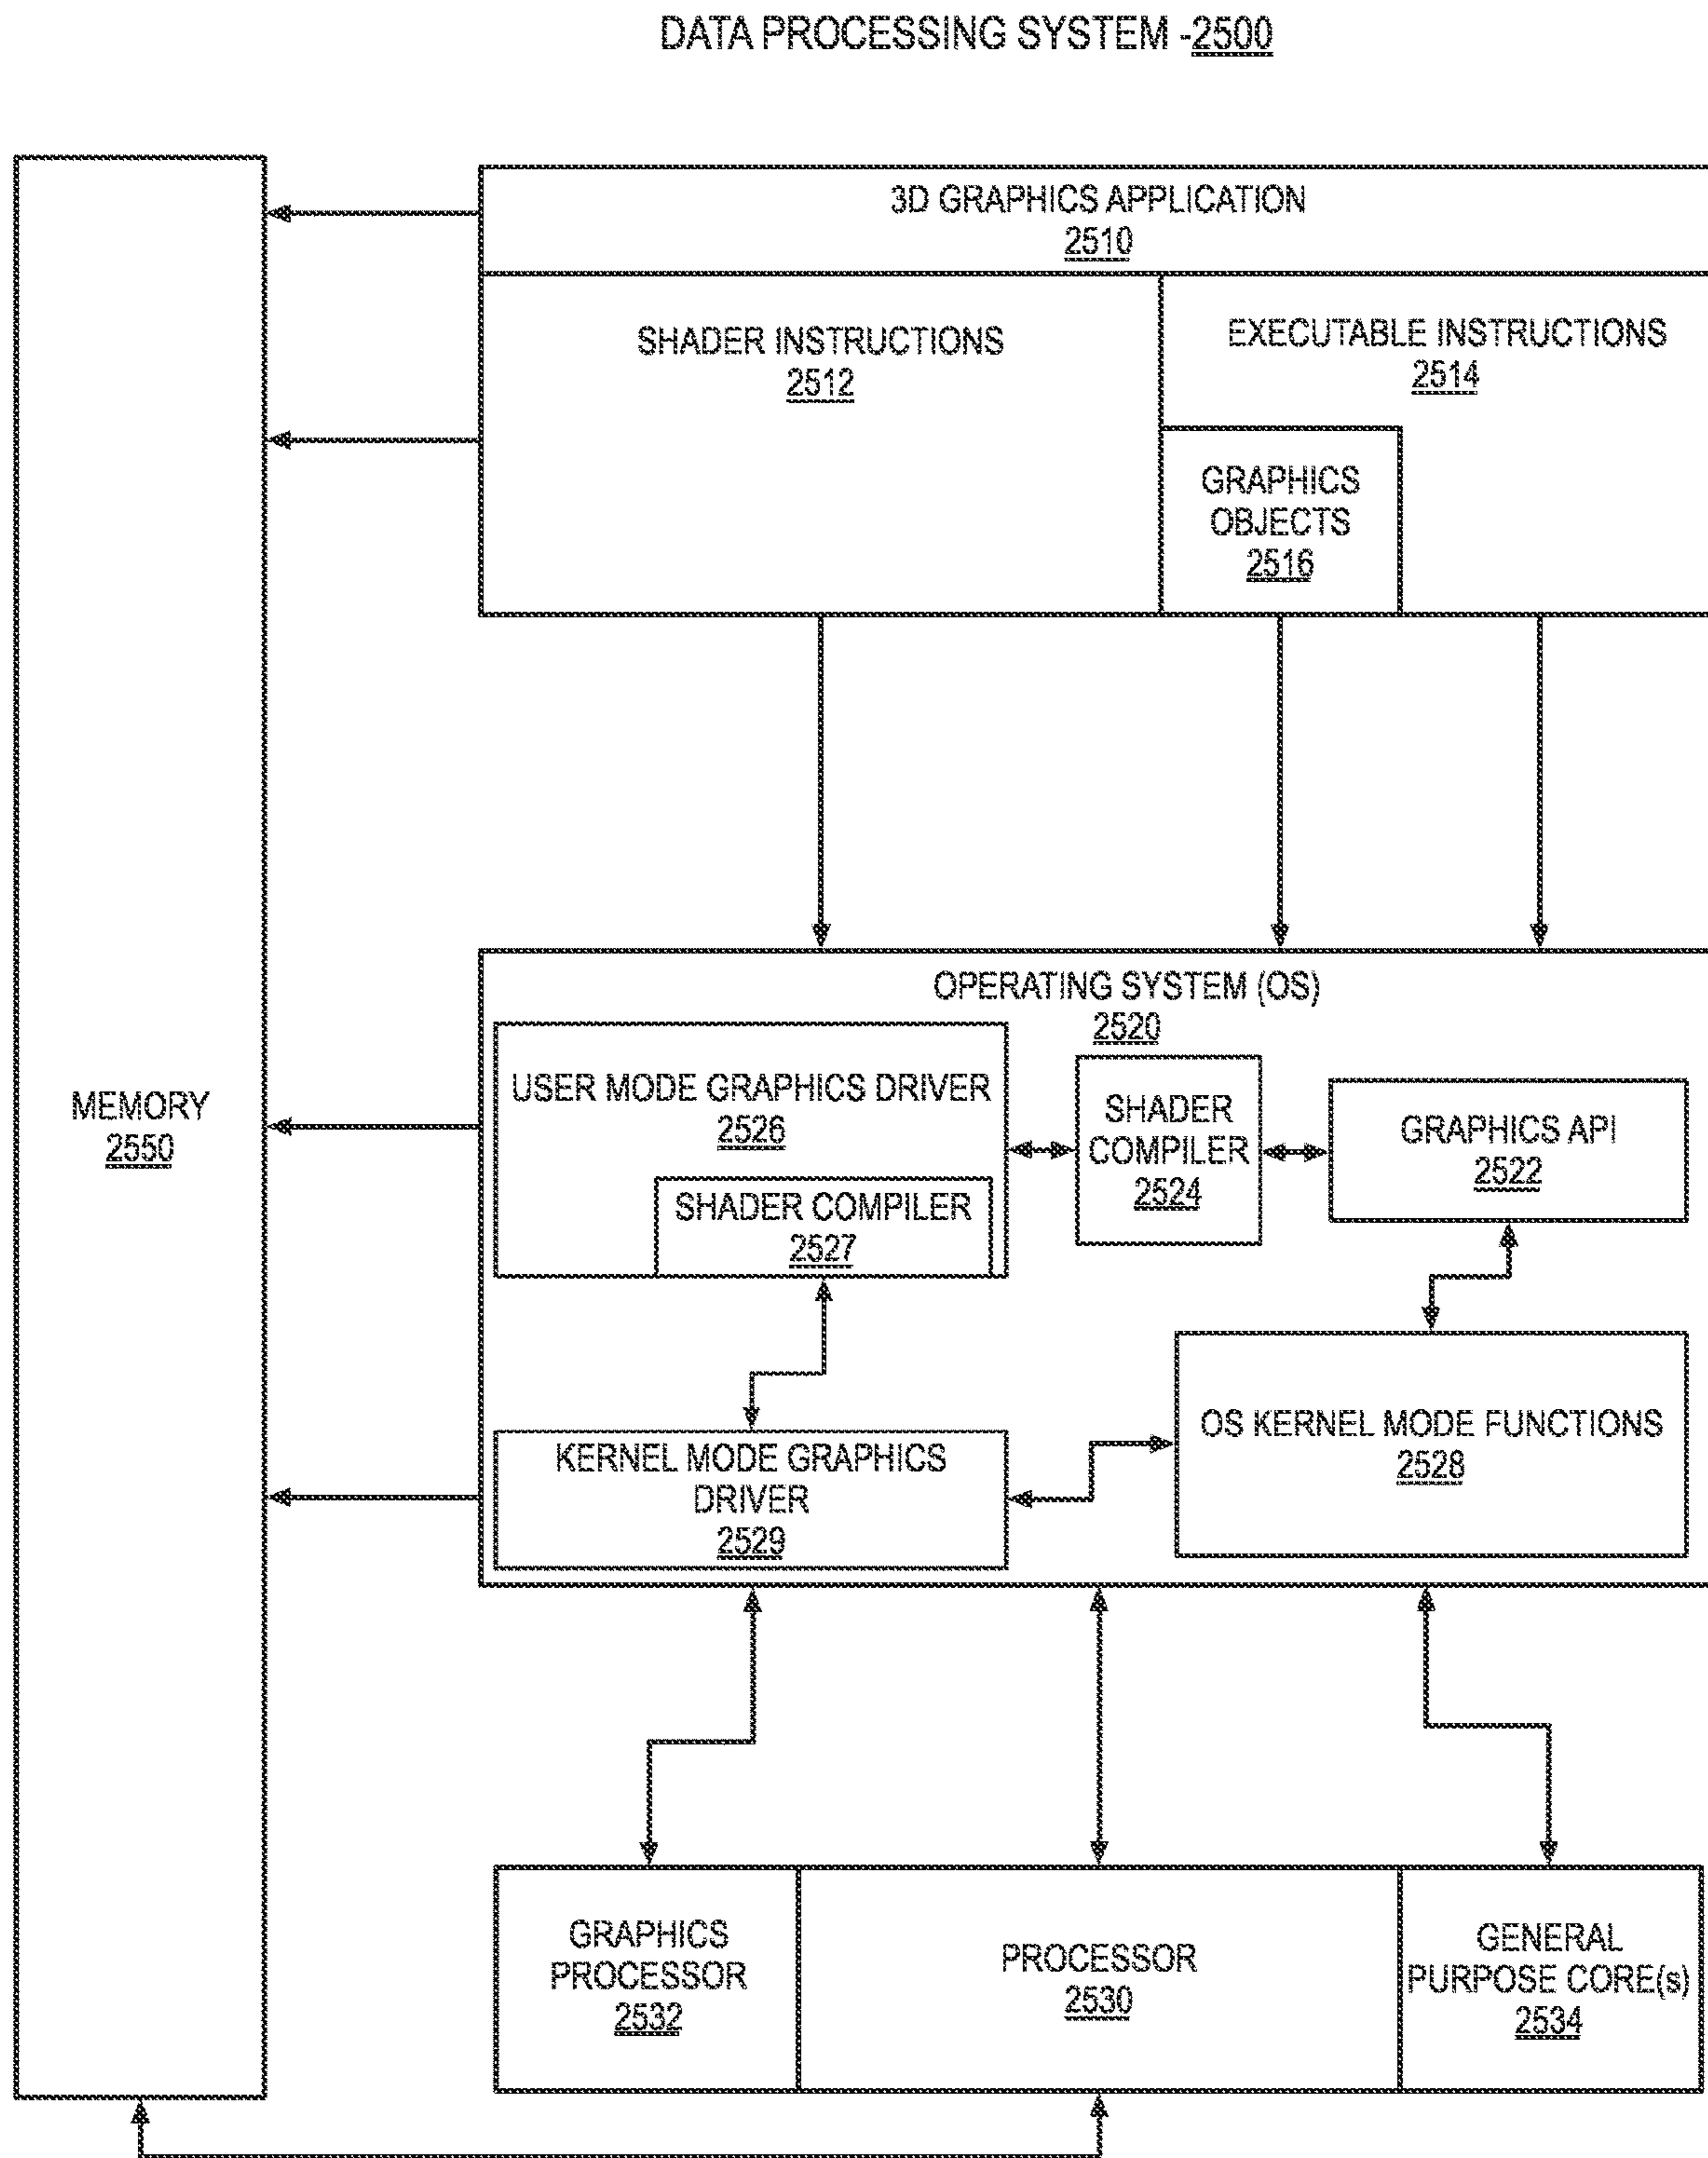 DATA PROCESSING SYSTEM -2500
3D GRAPHICS APPLICATION
2510
SHADER INSTRUCTIONS
2512
EXECUTABLE INSTRUCTIONS
2514
GRAPHICS
OBJECTS
2516
OPERATING SYSTEM (OS)
2520
USER MODE GRAPHICS DRIVER
2526
SHADER COMPILER
2527
SHADER
COMPILER
2524
GRAPHICS API
2522
MEMORY
2550
KERNEL MODE GRAPHICS
DRIVER
2529
OS KERNEL MODE FUNCTIONS
2528
GRAPHICS
PROCESSOR
2532
PROCESSOR
2530
GENERAL
PURPOSE CORE(s)
2534